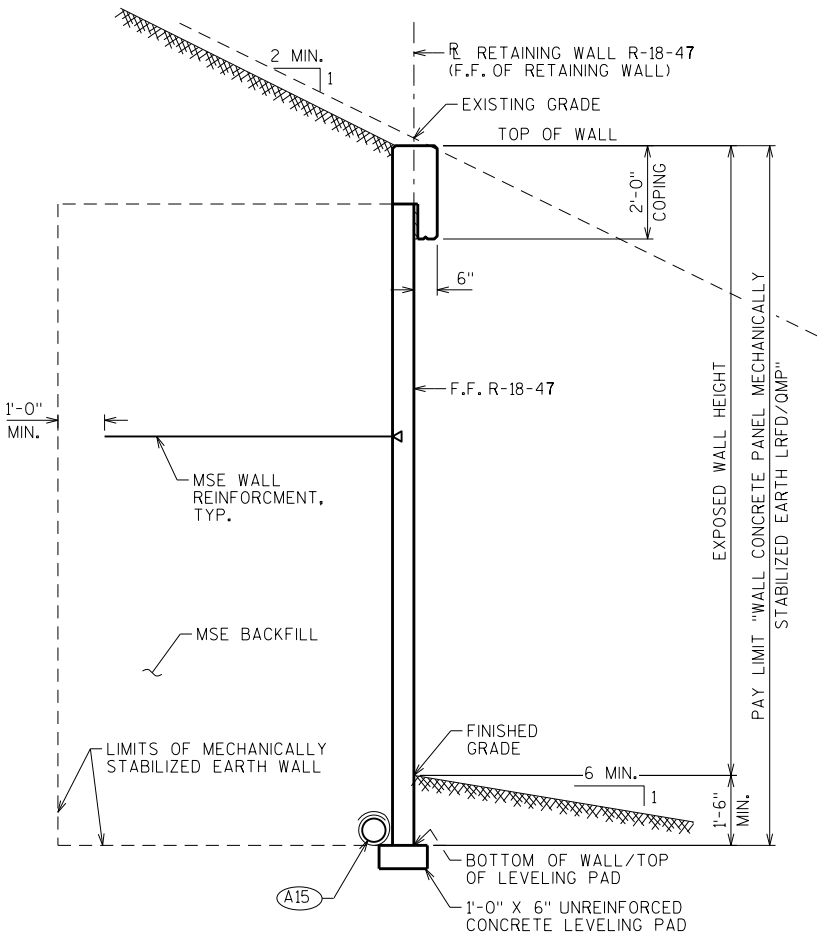 2 MIN.
1
R̲L RETAINING WALL R-18-47
(F.F. OF RETAINING WALL)
EXISTING GRADE
TOP OF WALL
2'-0"
COPING
6"
F.F. R-18-47
1'-0"
MIN.
MSE WALL
REINFORCMENT,
TYP.
EXPOSED WALL HEIGHT
PAY LIMIT "WALL CONCRETE PANEL MECHANICALLY
STABILIZED EARTH LRFD/QMP"
MSE BACKFILL
LIMITS OF MECHANICALLY
STABILIZED EARTH WALL
FINISHED
GRADE
6 MIN.
1
1'-6"
MIN.
BOTTOM OF WALL/TOP
OF LEVELING PAD
A15
1'-0" X 6" UNREINFORCED
CONCRETE LEVELING PAD